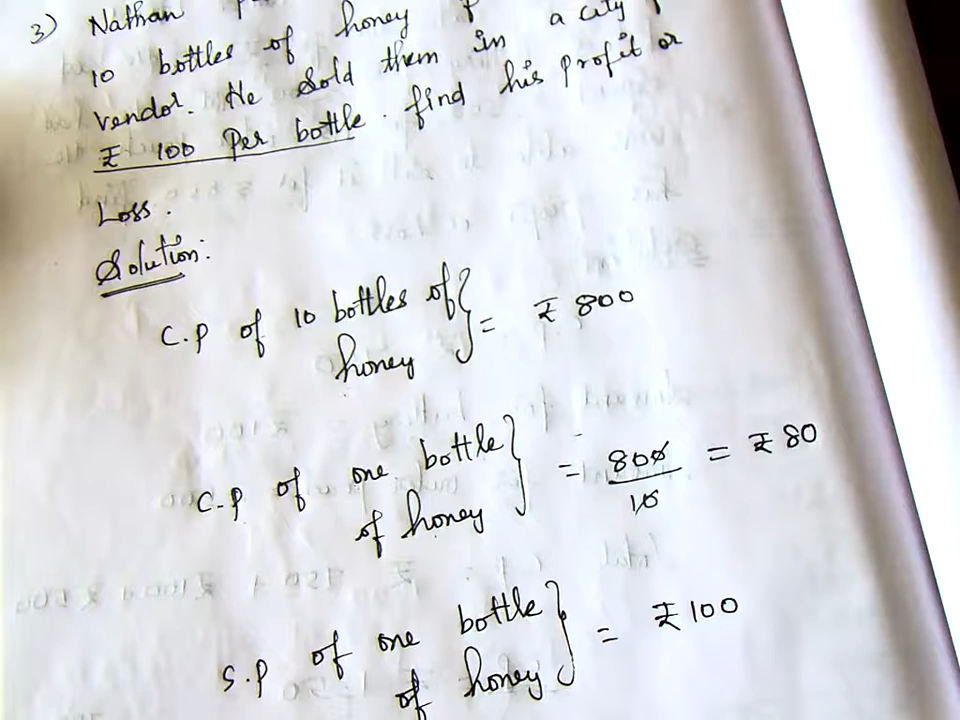 3) Nathan
10 bottles of honey
vendor. He Sold them in a city
₹ 100 Per bottle. find his profit or
Loss.
Solution:
C.P of 10 bottles of } = ₹ 800
honey
C.P of one bottle } = 800/10 = ₹ 80
of honey
S.P of one bottle } = ₹ 100
of honey